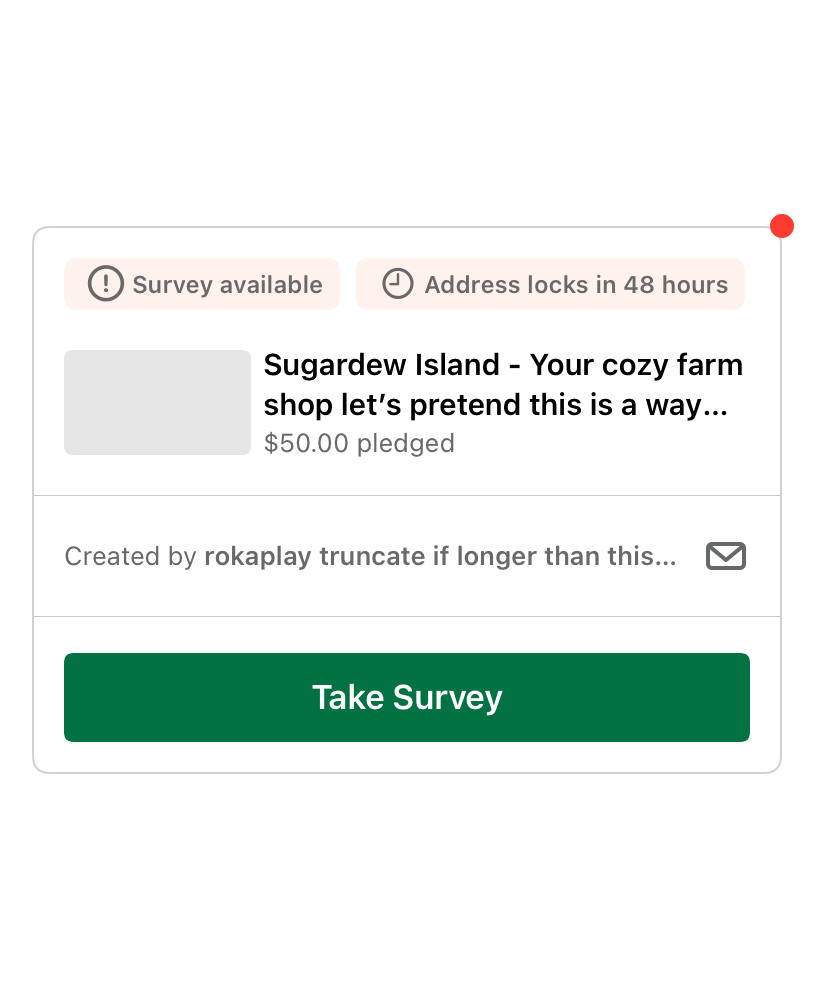 Survey available
Address locks in 48 hours
Sugardew Island - Your cozy farm
shop let’s pretend this is a way...
$50.00 pledged
Created by rokaplay truncate if longer than this...
Take Survey